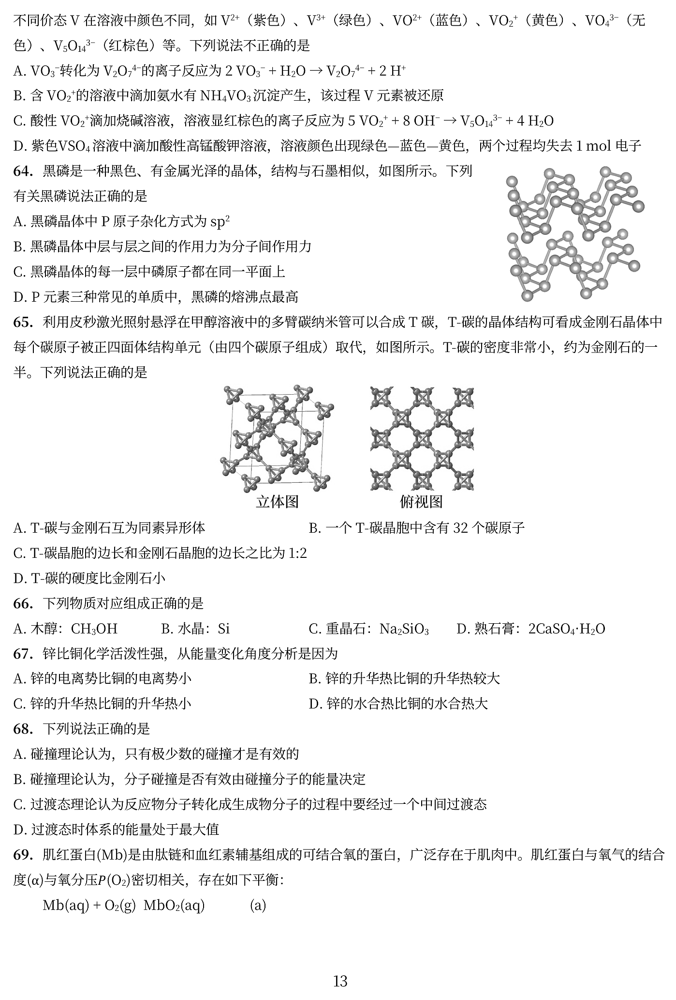 不同价态 V 在溶液中颜色不同，如 V²⁺（紫色）、V³⁺（绿色）、VO²⁺（蓝色）、VO₂⁺（黄色）、VO₄³⁻（无
色）、V₅O₁₄³⁻（红棕色）等。下列说法不正确的是
A. VO₃⁻转化为 V₂O₇⁴⁻的离子反应为 2 VO₃⁻ + H₂O → V₂O₇⁴⁻ + 2 H⁺
B. 含 VO₂⁺的溶液中滴加氨水有 NH₄VO₃ 沉淀产生，该过程 V 元素被还原
C. 酸性 VO₂⁺滴加烧碱溶液，溶液显红棕色的离子反应为 5 VO₂⁺ + 8 OH⁻ → V₅O₁₄³⁻ + 4 H₂O
D. 紫色VSO₄ 溶液中滴加酸性高锰酸钾溶液，溶液颜色出现绿色—蓝色—黄色，两个过程均失去 1 mol 电子
64．黑磷是一种黑色、有金属光泽的晶体，结构与石墨相似，如图所示。下列
有关黑磷说法正确的是
A. 黑磷晶体中 P 原子杂化方式为 sp²
B. 黑磷晶体中层与层之间的作用力为分子间作用力
C. 黑磷晶体的每一层中磷原子都在同一平面上
D. P 元素三种常见的单质中，黑磷的熔沸点最高
65．利用皮秒激光照射悬浮在甲醇溶液中的多臂碳纳米管可以合成 T 碳，T-碳的晶体结构可看成金刚石晶体中
每个碳原子被正四面体结构单元（由四个碳原子组成）取代，如图所示。T-碳的密度非常小，约为金刚石的一
半。下列说法正确的是
立体图 俯视图
A. T-碳与金刚石互为同素异形体 B. 一个 T-碳晶胞中含有 32 个碳原子
C. T-碳晶胞的边长和金刚石晶胞的边长之比为 1:2
D. T-碳的硬度比金刚石小
66．下列物质对应组成正确的是
A. 木醇：CH₃OH B. 水晶：Si C. 重晶石：Na₂SiO₃ D. 熟石膏：2CaSO₄·H₂O
67．锌比铜化学活泼性强，从能量变化角度分析是因为
A. 锌的电离势比铜的电离势小 B. 锌的升华热比铜的升华热较大
C. 锌的升华热比铜的升华热小 D. 锌的水合热比铜的水合热大
68．下列说法正确的是
A. 碰撞理论认为，只有极少数的碰撞才是有效的
B. 碰撞理论认为，分子碰撞是否有效由碰撞分子的能量决定
C. 过渡态理论认为反应物分子转化成生成物分子的过程中要经过一个中间过渡态
D. 过渡态时体系的能量处于最大值
69．肌红蛋白(Mb)是由肽链和血红素辅基组成的可结合氧的蛋白，广泛存在于肌肉中。肌红蛋白与氧气的结合
度(α)与氧分压P(O₂)密切相关，存在如下平衡：
Mb(aq) + O₂(g) MbO₂(aq) (a)
13